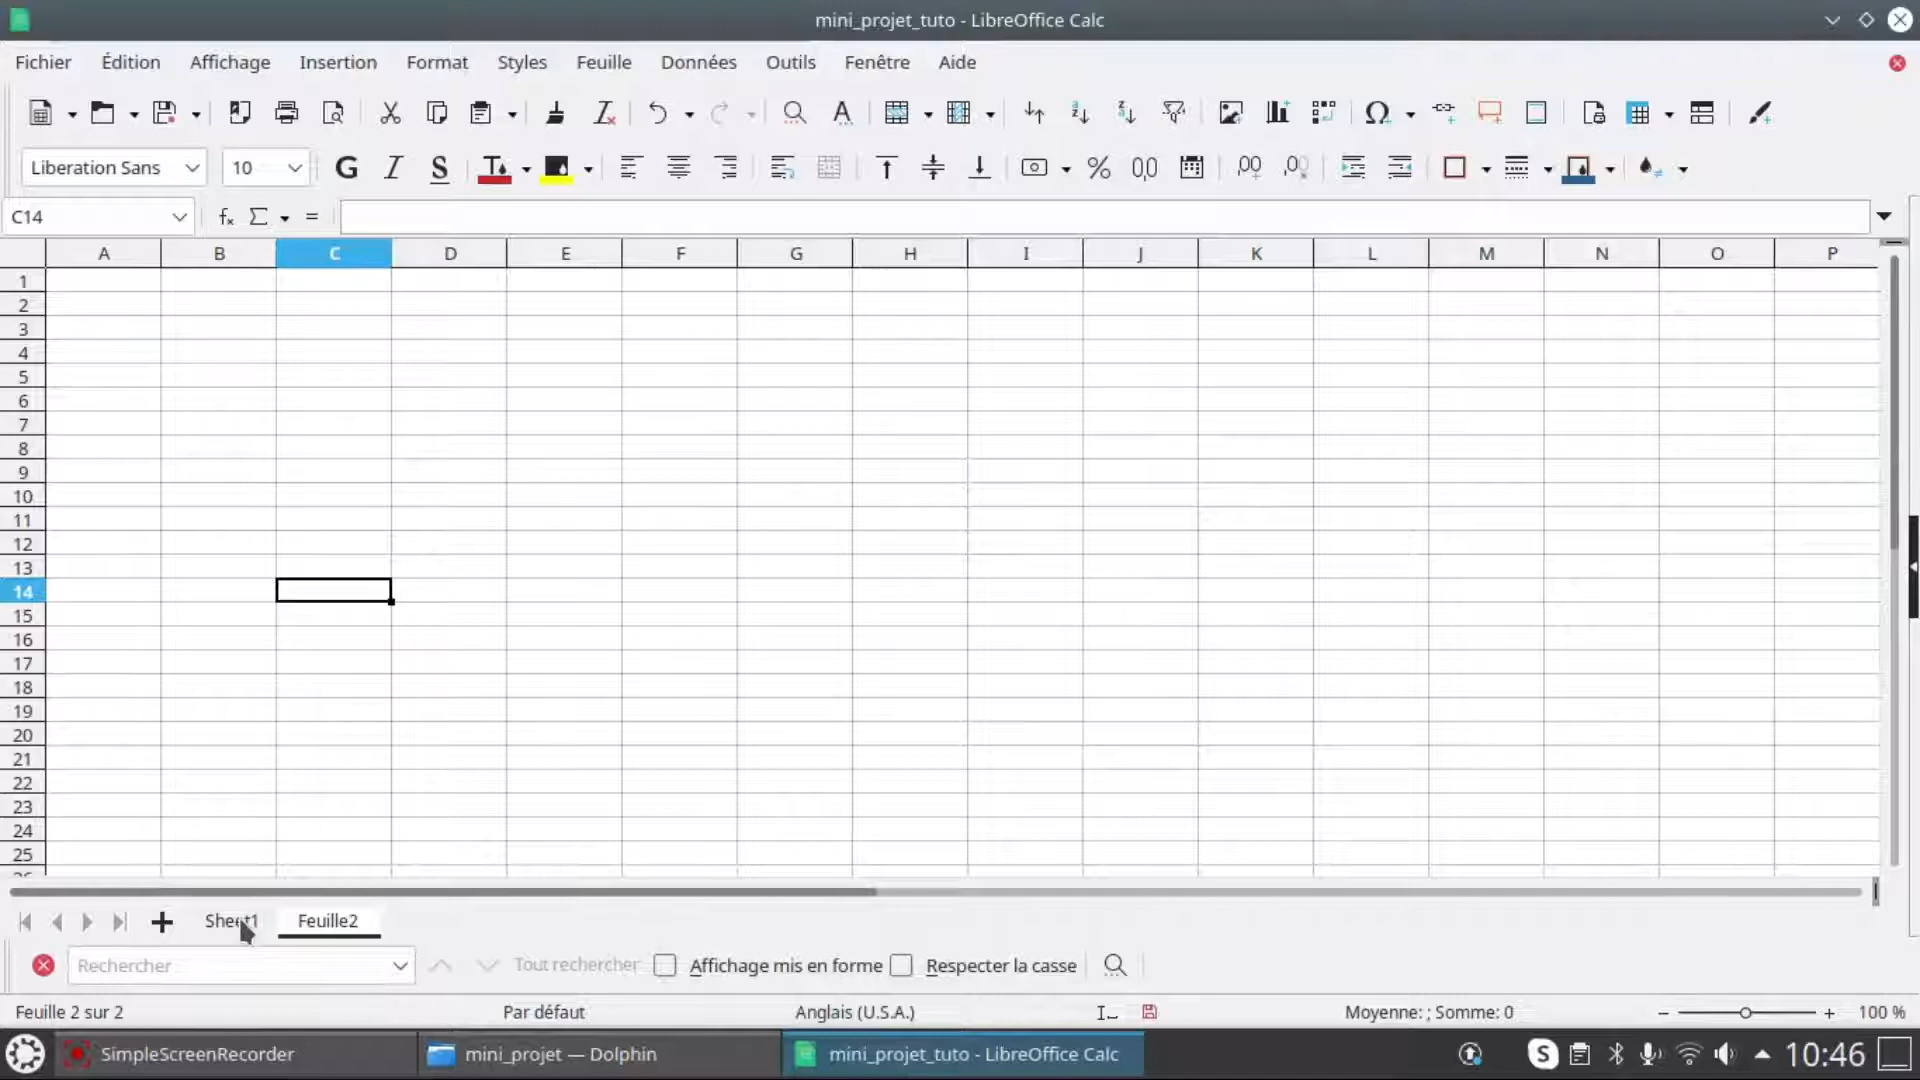 mini_projet_tuto - LibreOffice Calc
Fichier Édition Affichage Insertion Format Styles Feuille Données Outils Fenêtre Aide
Liberation Sans 10 G I S
C14
A B C D E F G H I J K L M N O P
1
2
3
4
5
6
7
8
9
10
11
12
13
14
15
16
17
18
19
20
21
22
23
24
25
Sheet1 Feuille2
Rechercher Tout rechercher Affichage mis en forme Respecter la casse
Feuille 2 sur 2 Par défaut Anglais (U.S.A.) Moyenne: ; Somme: 0 100 %
SimpleScreenRecorder mini_projet — Dolphin mini_projet_tuto - LibreOffice Calc 10:46